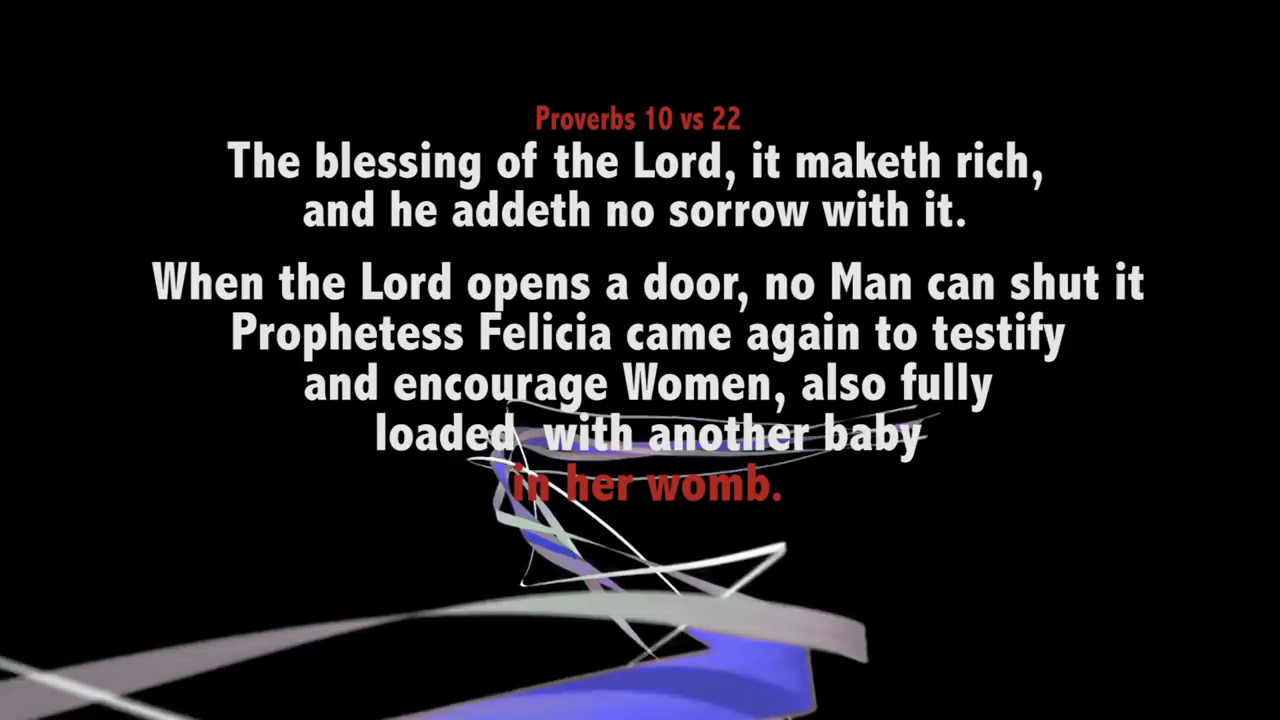 Proverbs 10 vs 22
The blessing of the Lord, it maketh rich,
and he addeth no sorrow with it.
When the Lord opens a door, no Man can shut it
Prophetess Felicia came again to testify
and encourage Women, also fully
loaded with another baby
in her womb.